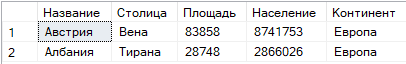 Название Столица Площадь Население Континент
1 Австрия Вена 83858 8741753 Европа
2 Албания Тирана 28748 2866026 Европа